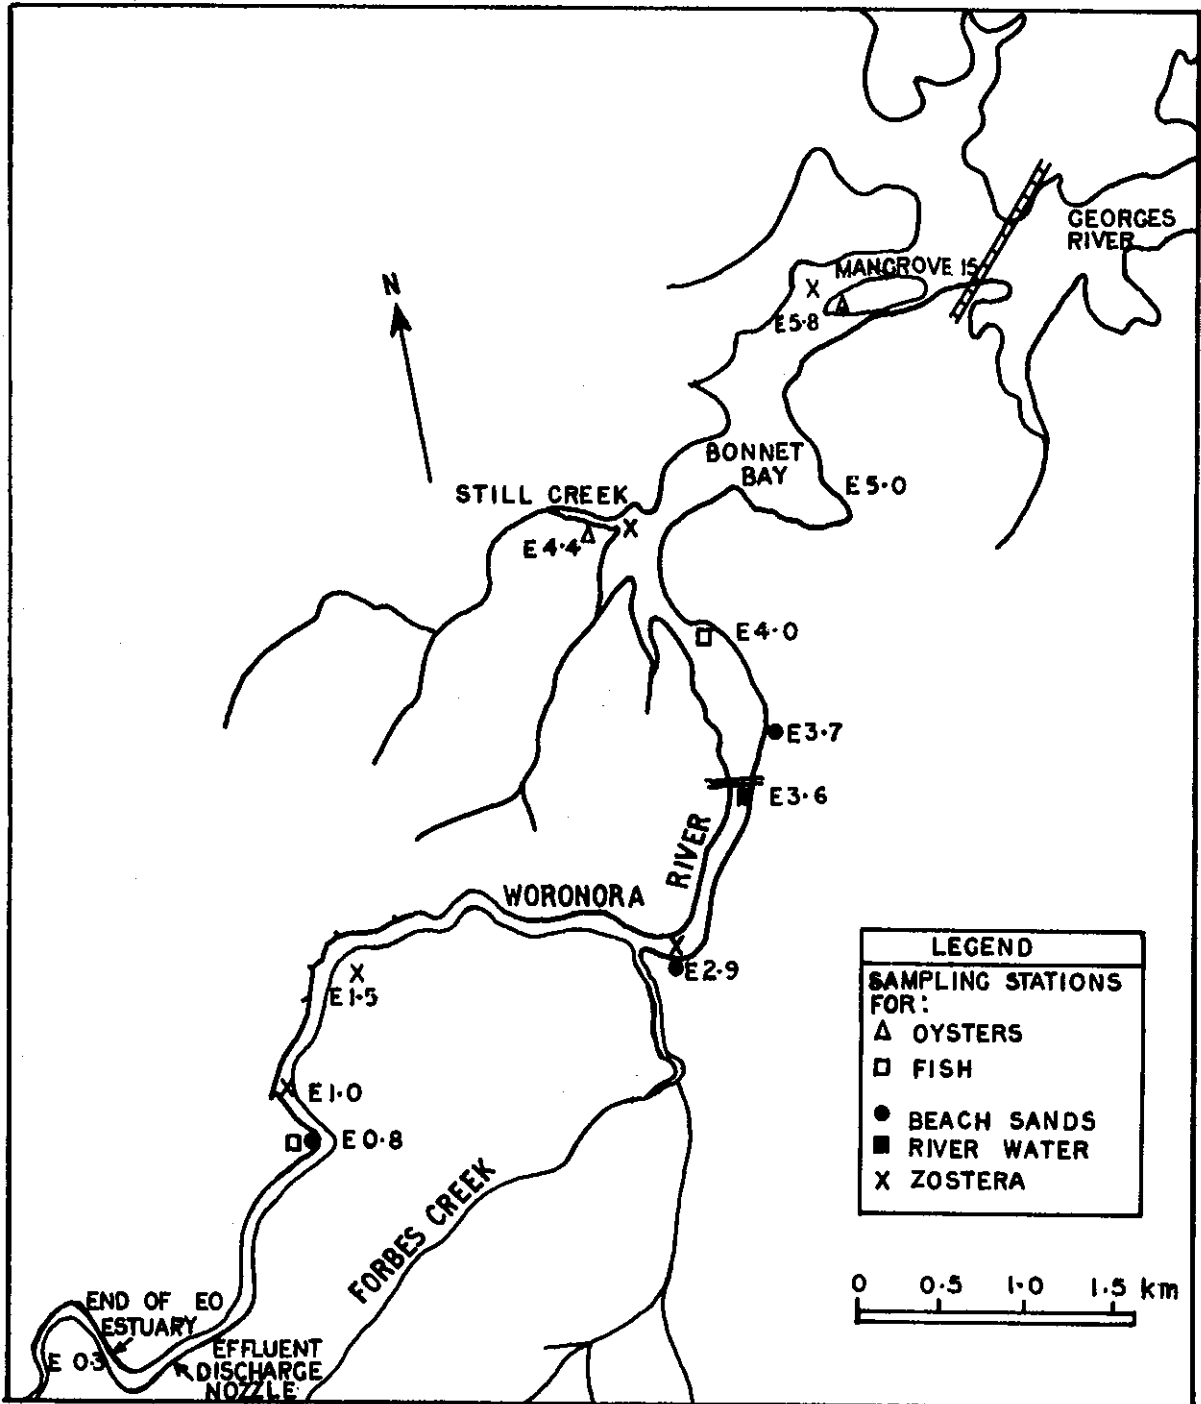 GEORGES
RIVER
MANGROVE IS
E5·8
N
BONNET
BAY
E5·0
STILL CREEK
X
E4·4
E4·0
E3·7
E3·6
RIVER
WORONORA
X
E2·9
X
E1·5
X
E1·0
E0·8
FORBES CREEK
END OF EO
ESTUARY
E 0·3
EFFLUENT
DISCHARGE
NOZZLE
LEGEND
SAMPLING STATIONS
FOR:
OYSTERS
FISH
BEACH SANDS
RIVER WATER
X ZOSTERA
0 0·5 1·0 1·5 km